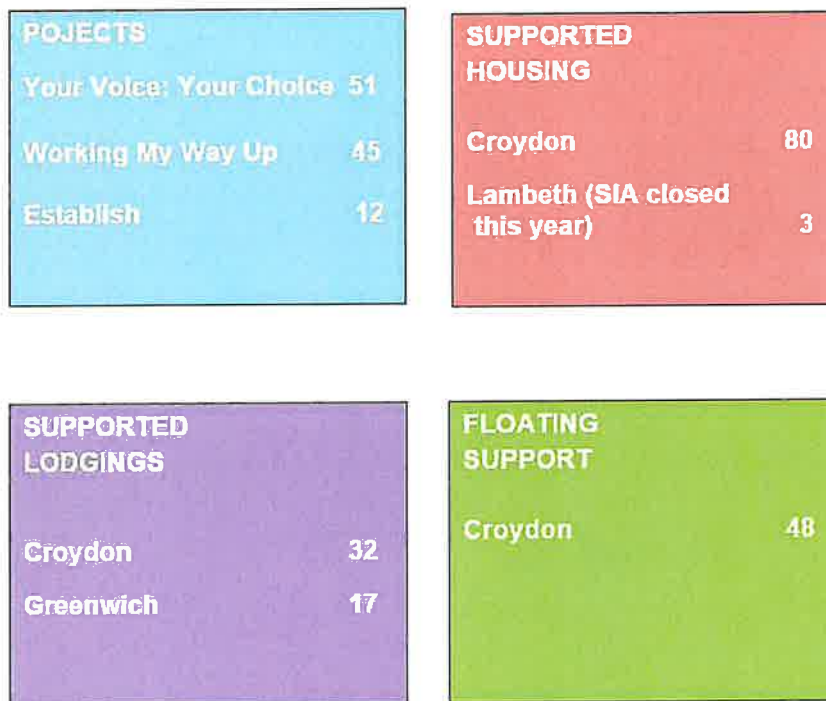 POJECTS
Your Voice: Your Choice 51
Working My Way Up 45
Establish 12
SUPPORTED
HOUSING
Croydon 80
Lambeth (SIA closed
this year) 3
SUPPORTED
LODGINGS
Croydon 32
Greenwich 17
FLOATING
SUPPORT
Croydon 48